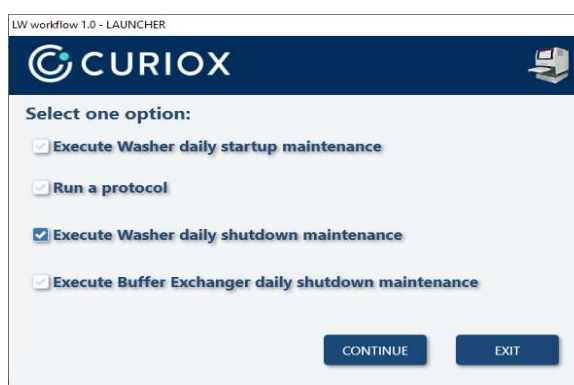 LW workflow 1.0 - LAUNCHER
CURIOX
Select one option:
Execute Washer daily startup maintenance
Run a protocol
Execute Washer daily shutdown maintenance
Execute Buffer Exchanger daily shutdown maintenance
CONTINUE EXIT